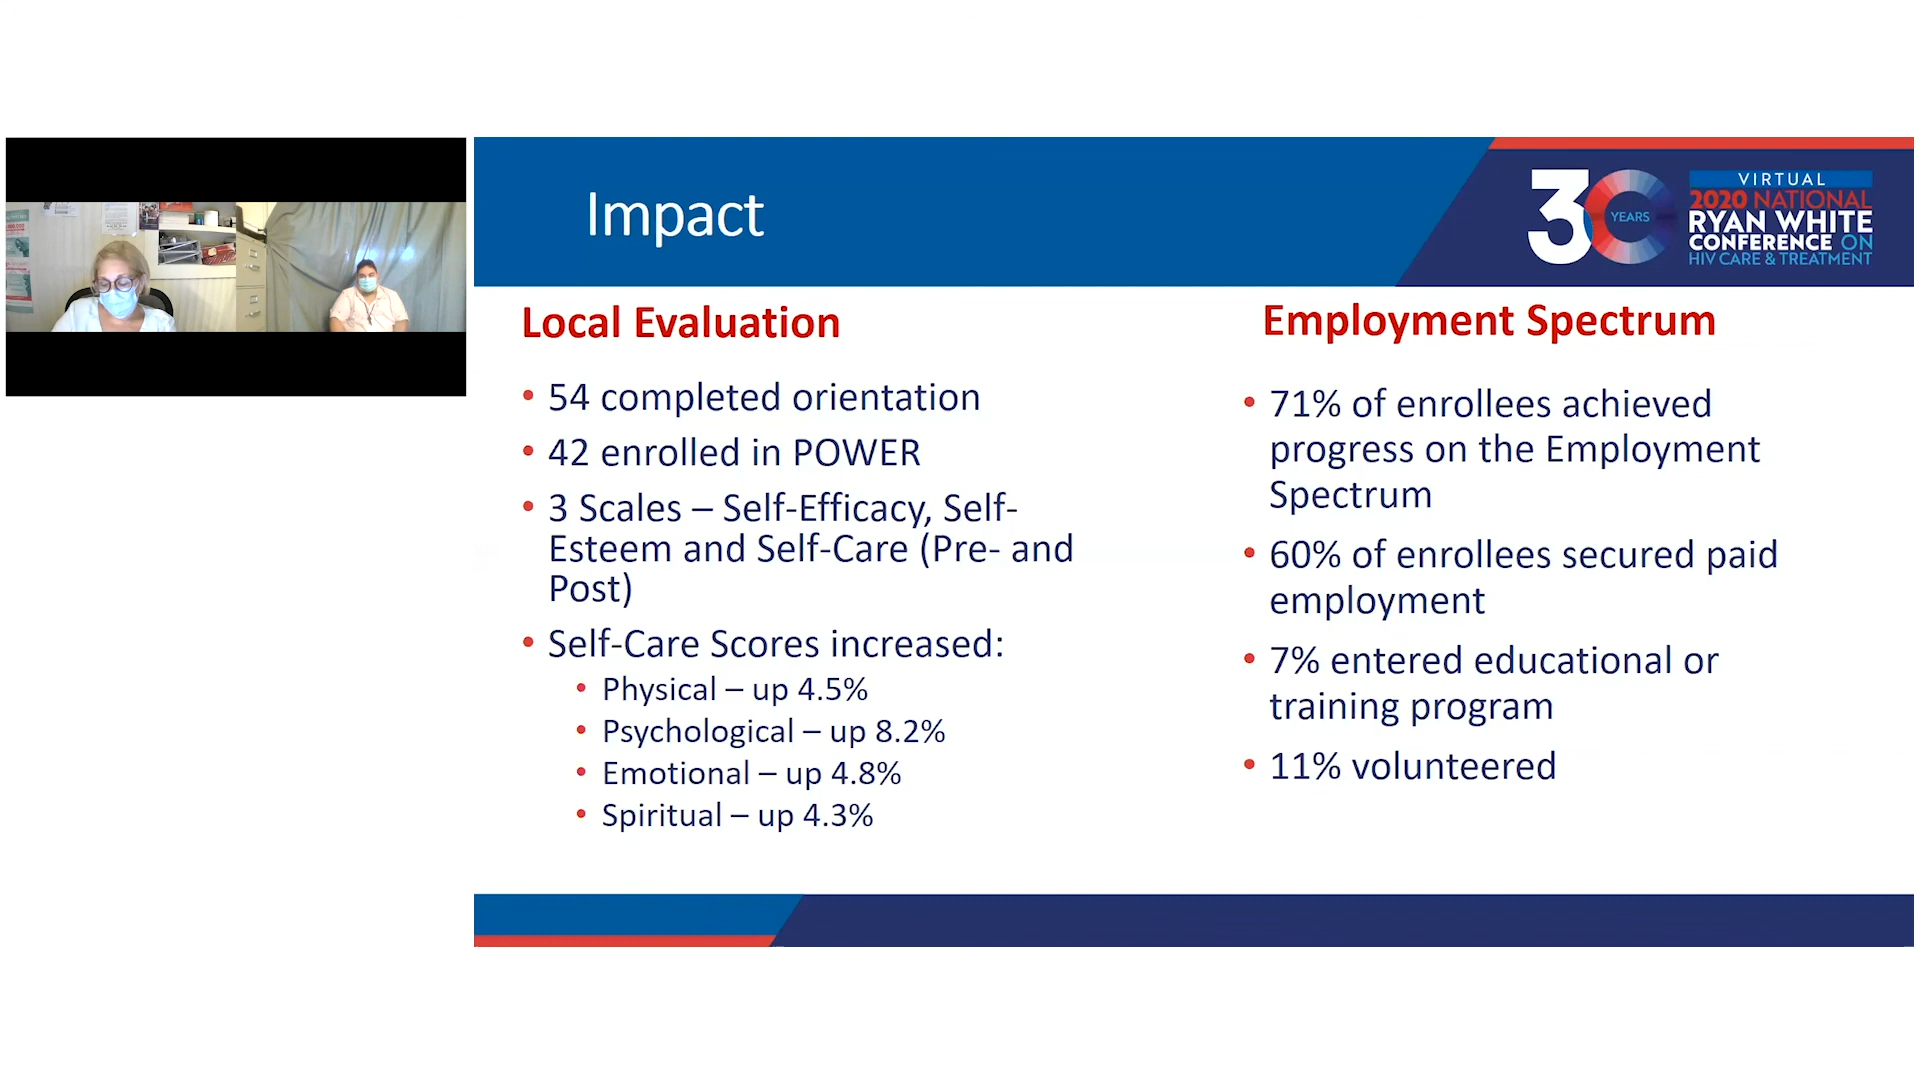 Impact
30
YEARS
VIRTUAL
2020 NATIONAL
RYAN WHITE
CONFERENCE ON
HIV CARE & TREATMENT
Local Evaluation
• 54 completed orientation
• 42 enrolled in POWER
• 3 Scales – Self-Efficacy, Self-
Esteem and Self-Care (Pre- and
Post)
• Self-Care Scores increased:
• Physical – up 4.5%
• Psychological – up 8.2%
• Emotional – up 4.8%
• Spiritual – up 4.3%
Employment Spectrum
• 71% of enrollees achieved
progress on the Employment
Spectrum
• 60% of enrollees secured paid
employment
• 7% entered educational or
training program
• 11% volunteered